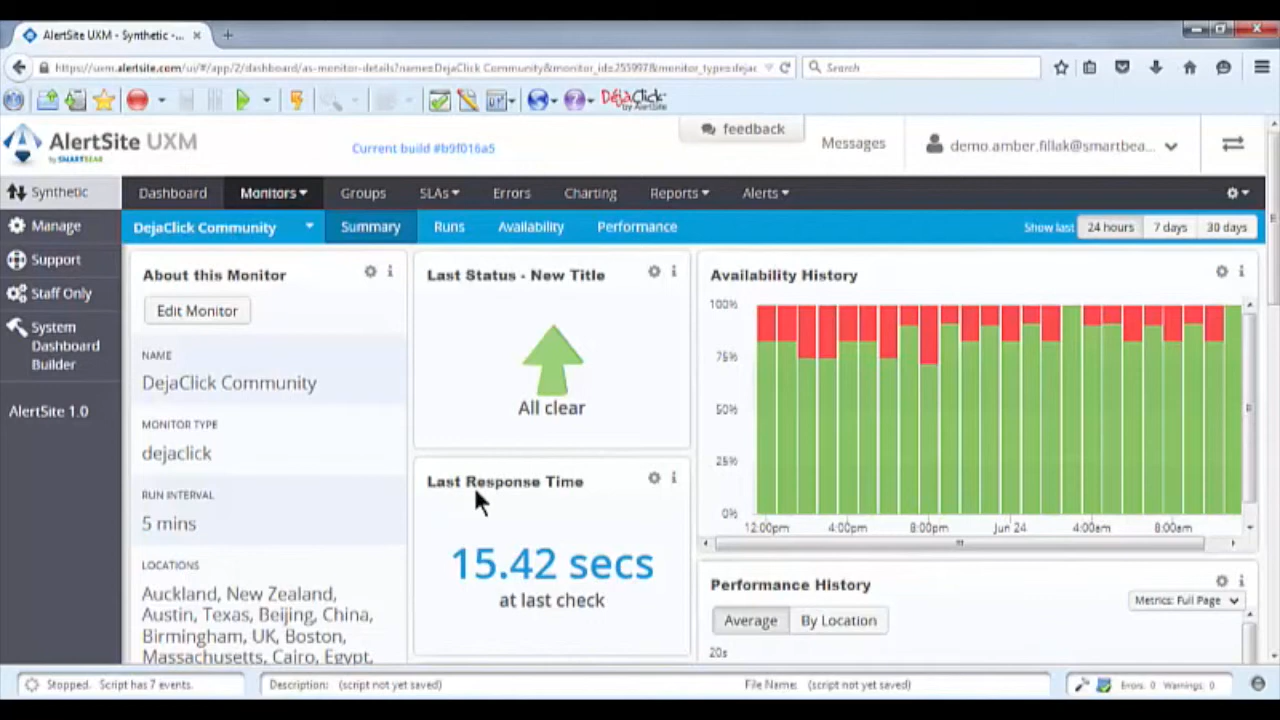 AlertSite UXM - Synthetic -...
https://uxm.alertsite.com/ui/#/app/2/dashboard/as-monitor-details?name=DejaClick Community&monitor_id=255997&monitor_type=dejac
Search
DéjaClick
by AlertSite
AlertSite UXM
by SMARTBEAR
Current build #b9f016a5
feedback
Messages
demo.amber.fillak@smartbea...
Synthetic
Dashboard
Monitors
Groups
SLAs
Errors
Charting
Reports
Alerts
Manage
DejaClick Community
Summary
Runs
Availability
Performance
Show last
24 hours
7 days
30 days
Support
Staff Only
System
Dashboard
Builder
AlertSite 1.0
About this Monitor
Edit Monitor
NAME
DejaClick Community
MONITOR TYPE
dejaclick
RUN INTERVAL
5 mins
LOCATIONS
Auckland, New Zealand,
Austin, Texas, Beijing, China,
Birmingham, UK, Boston,
Massachusetts, Cairo, Egypt,
Last Status - New Title
All clear
Last Response Time
15.42 secs
at last check
Availability History
100%
75%
50%
25%
0%
12:00pm
4:00pm
8:00pm
Jun 24
4:00am
8:00am
Performance History
Metrics: Full Page
Average
By Location
20s
Stopped. Script has 7 events.
Description: (script not yet saved)
File Name: (script not yet saved)
Errors: 0 Warnings: 0